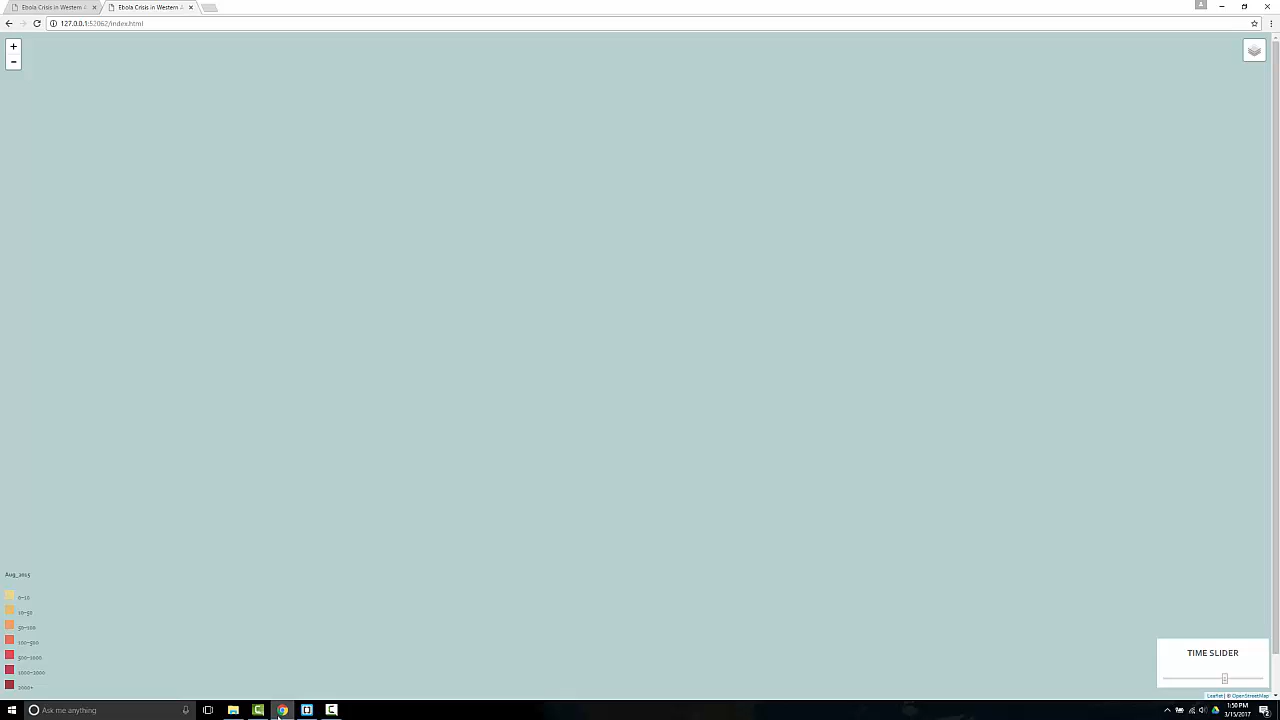 Ebola Crisis in Western A
Ebola Crisis in Western A
A
127.0.0.1:52062/index.html
+
-
Aug_2015
0-10
10-50
50-100
100-500
500-1000
1000-2000
2000+
TIME SLIDER
Leaflet | © OpenStreetMap
Ask me anything
1:50 PM
3/15/2017